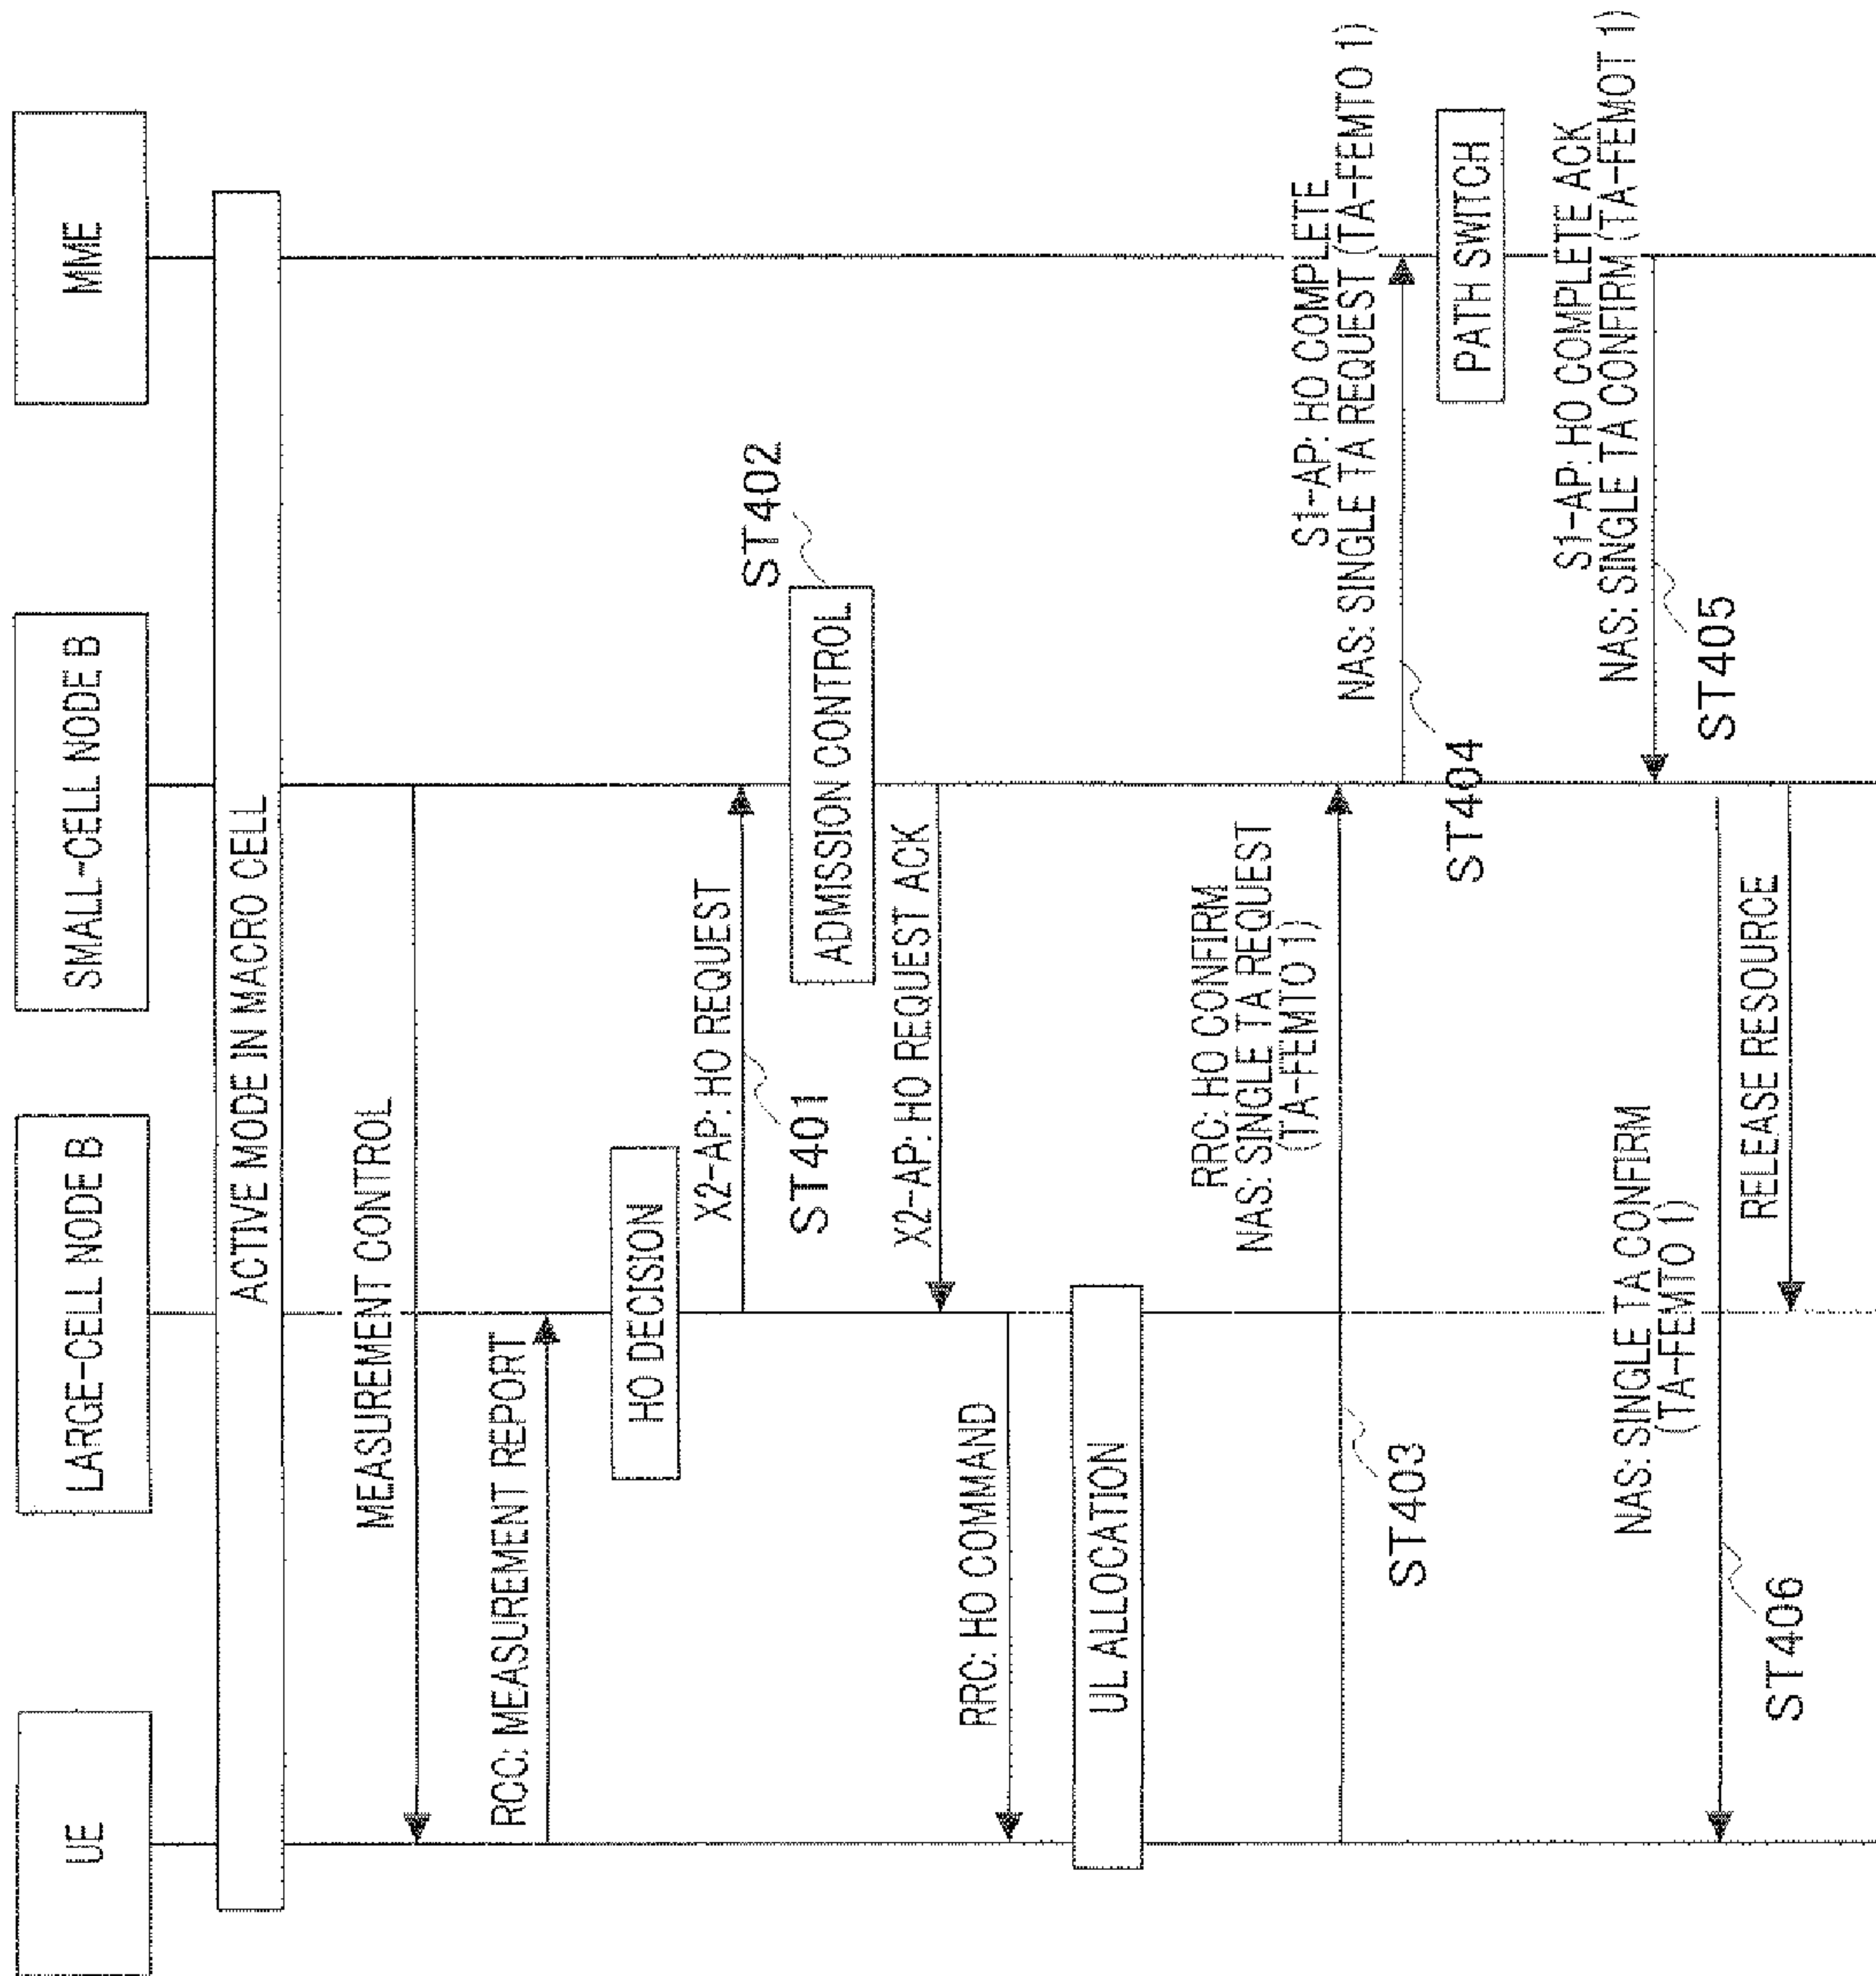 UE
LARGE-CELL NODE B
SMALL-CELL NODE B
MME
ACTIVE MODE IN MACRO CELL
MEASUREMENT CONTROL
RCC: MEASUREMENT REPORT
HO DECISION
X2-AP: HO REQUEST
ST401
ST402
ADMISSION CONTROL
X2-AP: HO REQUEST ACK
RRC: HO COMMAND
UL ALLOCATION
RRC: HO CONFIRM
NAS: SINGLE TA REQUEST
(TA-FEMTO 1)
ST403
S1-AP: HO COMPLETE
NAS: SINGLE TA REQUEST (TA-FEMTO 1)
ST404
PATH SWITCH
S1-AP: HO COMPLETE ACK
NAS: SINGLE TA CONFIRM (TA-FEMOT 1)
ST405
NAS: SINGLE TA CONFIRM
(TA-FEMTO 1)
ST406
RELEASE RESOURCE